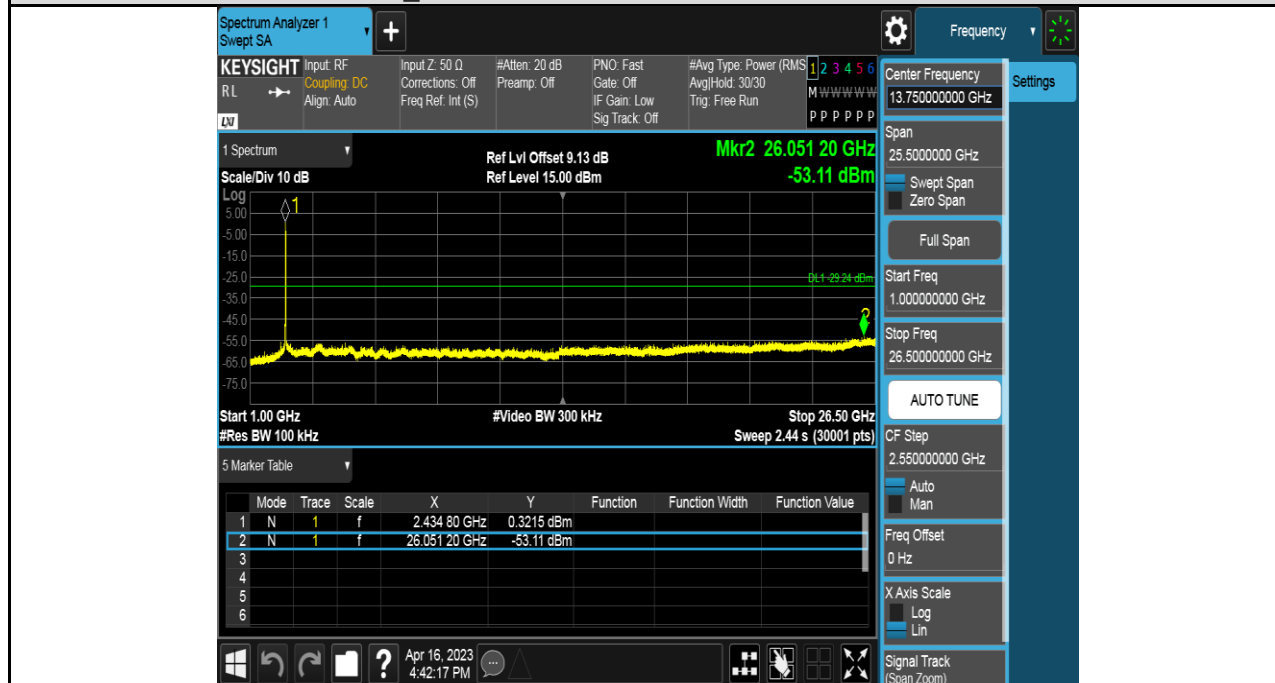 Spectrum Analyzer 1
Swept SA
+
Frequency
KEYSIGHT
RL
LXI
Input: RF
Coupling: DC
Align: Auto
Input Z: 50 Ω
Corrections: Off
Freq Ref: Int (S)
#Atten: 20 dB
Preamp: Off
PNO: Fast
Gate: Off
IF Gain: Low
Sig Track: Off
#Avg Type: Power (RMS
Avg|Hold: 30/30
Trig: Free Run
1 2 3 4 5 6
M W W W W W
P P P P P P
1 Spectrum
Scale/Div 10 dB
Ref Lvl Offset 9.13 dB
Ref Level 15.00 dBm
Mkr2 26.051 20 GHz
-53.11 dBm
Log
1
5.00
-5.00
-15.0
-25.0
DL1 -29.24 dBm
-35.0
-45.0
2
-55.0
-65.0
-75.0
Start 1.00 GHz
#Video BW 300 kHz
Stop 26.50 GHz
#Res BW 100 kHz
Sweep 2.44 s (30001 pts)
5 Marker Table
Mode Trace Scale X Y Function Function Width Function Value
1 N 1 f 2.434 80 GHz 0.3215 dBm
2 N 1 f 26.051 20 GHz -53.11 dBm
3
4
5
6
?
Apr 16, 2023
4:42:17 PM
Center Frequency
13.750000000 GHz
Settings
Span
25.5000000 GHz
Swept Span
Zero Span
Full Span
Start Freq
1.000000000 GHz
Stop Freq
26.500000000 GHz
AUTO TUNE
CF Step
2.550000000 GHz
Auto
Man
Freq Offset
0 Hz
X Axis Scale
Log
Lin
Signal Track
(Span Zoom)